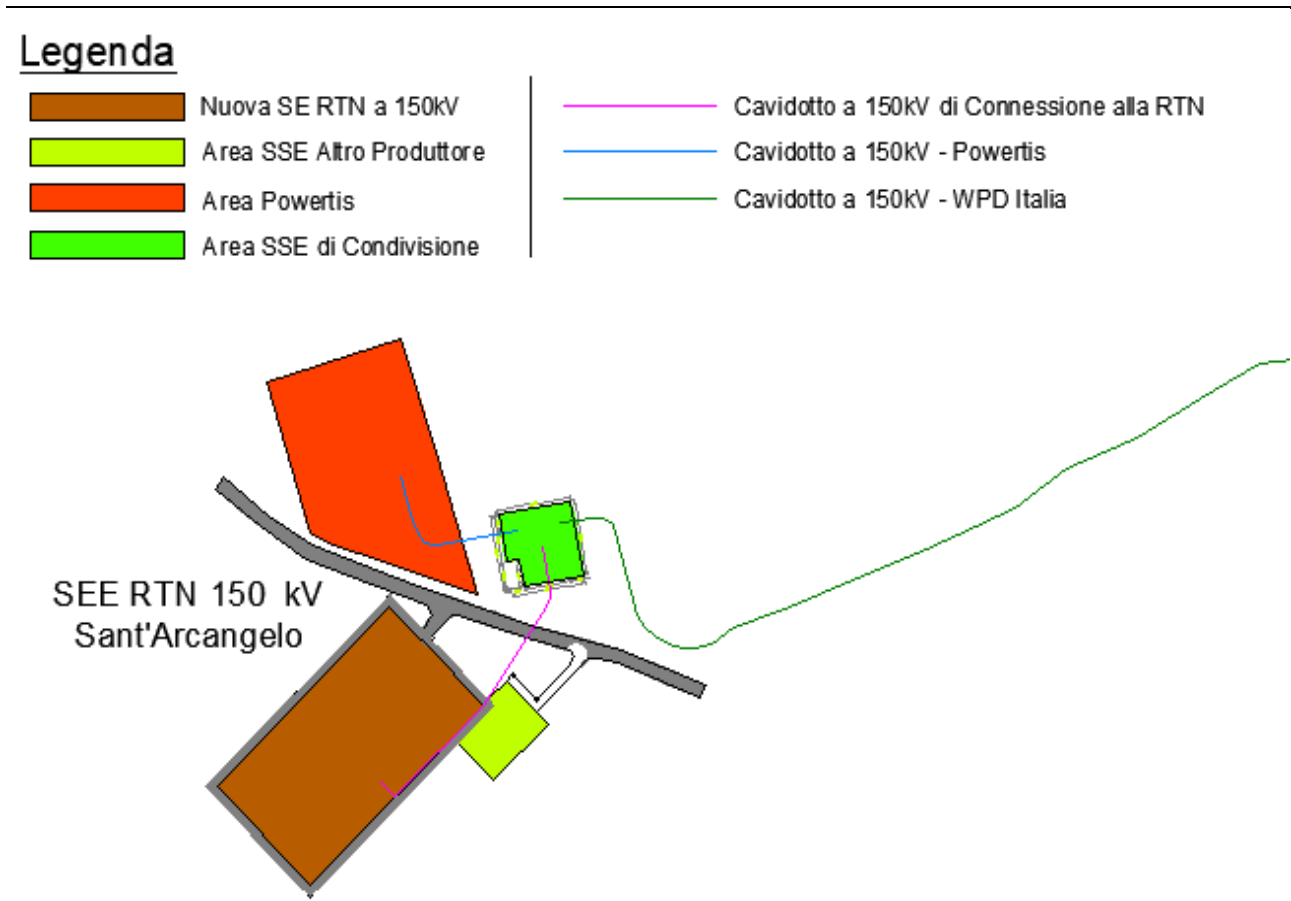 Legenda
Nuova SE RTN a 150kV
Area SSE Altro Produttore
Area Powertis
Area SSE di Condivisione
Cavidotto a 150kV di Connessione alla RTN
Cavidotto a 150kV - Powertis
Cavidotto a 150kV - WPD Italia
SEE RTN 150 kV
Sant'Arcangelo